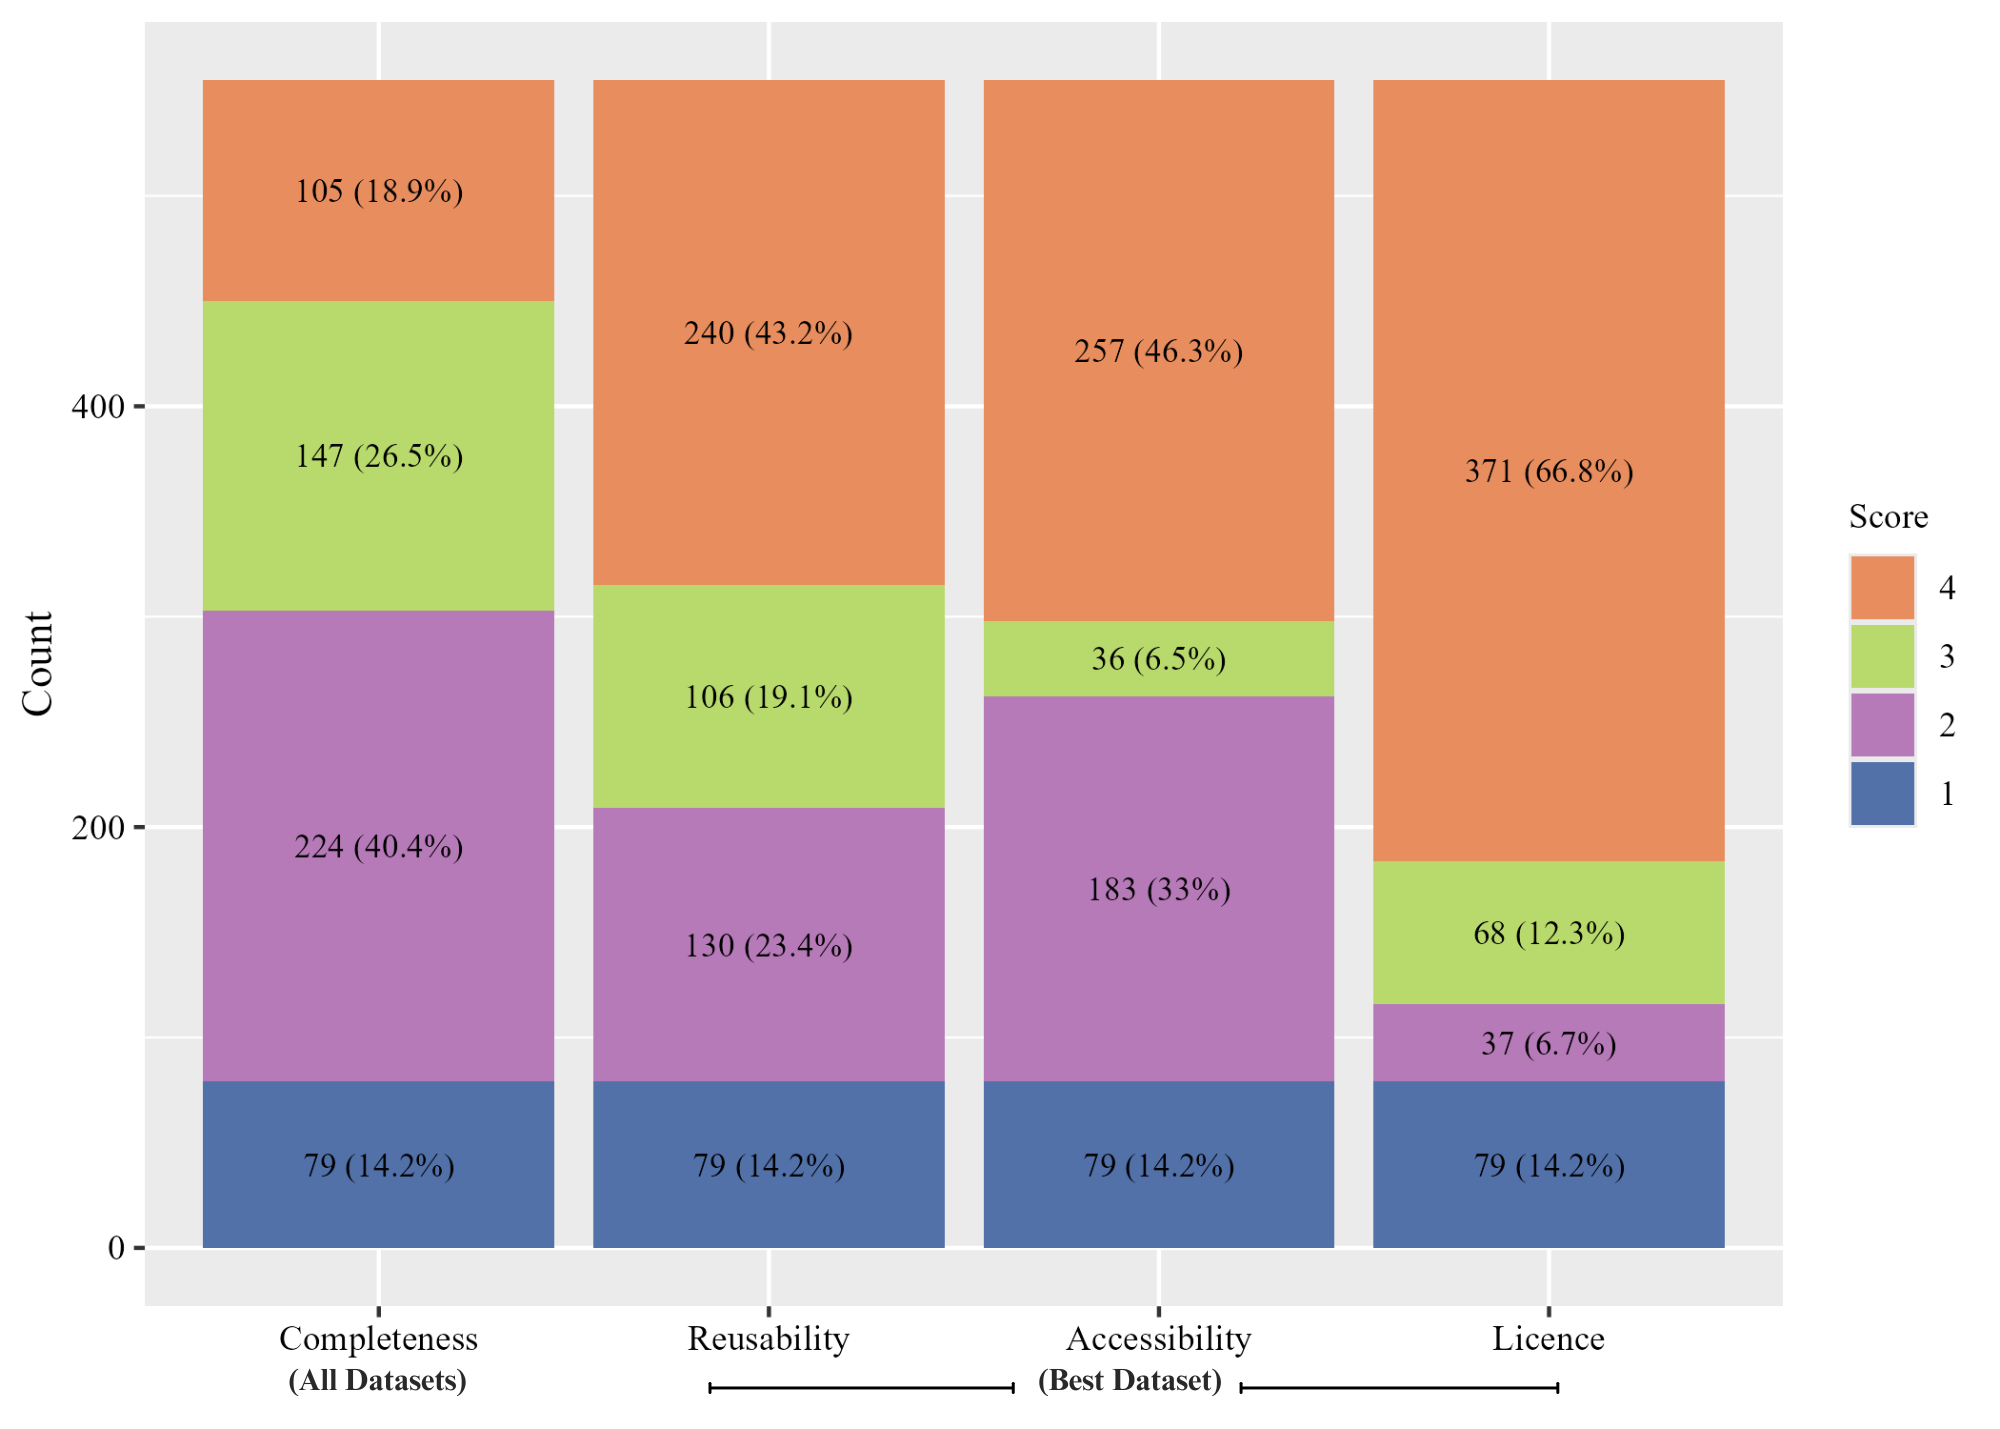 105 (18.9%)
240 (43.2%)
257 (46.3%)
371 (66.8%)
147 (26.5%)
106 (19.1%)
36 (6.5%)
68 (12.3%)
224 (40.4%)
130 (23.4%)
183 (33%)
37 (6.7%)
79 (14.2%)
79 (14.2%)
79 (14.2%)
79 (14.2%)
400
200
0
Count
Completeness
(All Datasets)
Reusability
Accessibility
Licence
(Best Dataset)
Score
4
3
2
1